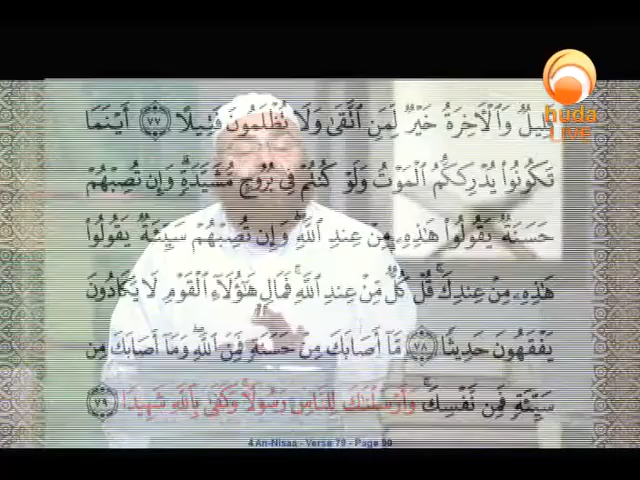 huda
LIVE
قَلِيلٌ وَٱلْآخِرَةُ خَيْرٌ لِّمَنِ ٱتَّقَىٰ وَلَا تُظْلَمُونَ فَتِيلًا ٧٧ أَيْنَمَا
تَكُونُوا۟ يُدْرِككُّمُ ٱلْمَوْتُ وَلَوْ كُنتُمْ فِى بُرُوجٍ مُّشَيَّدَةٍ ۗ وَإِن تُصِبْهُمْ
حَسَنَةٌ يَقُولُوا۟ هَـٰذِهِۦ مِنْ عِندِ ٱللَّهِ ۖ وَإِن تُصِبْهُمْ سَيِّئَةٌ يَقُولُوا۟
هَـٰذِهِۦ مِنْ عِندِكَ ۚ قُلْ كُلٌّ مِّنْ عِندِ ٱللَّهِ ۖ فَمَالِ هَـٰٓؤُلَآءِ ٱلْقَوْمِ لَا يَكَادُونَ
يَفْقَهُونَ حَدِيثًا ٧٨ مَّآ أَصَابَكَ مِنْ حَسَنَةٍ فَمِنَ ٱللَّهِ ۖ وَمَآ أَصَابَكَ مِن
سَيِّئَةٍ فَمِن نَّفْسِكَ ۚ وَأَرْسَلْنَـٰكَ لِلنَّاسِ رَسُولًا ۚ وَكَفَىٰ بِٱللَّهِ شَهِيدًا ٧٩
4 An-Nisaa - Verse 79 - Page 90